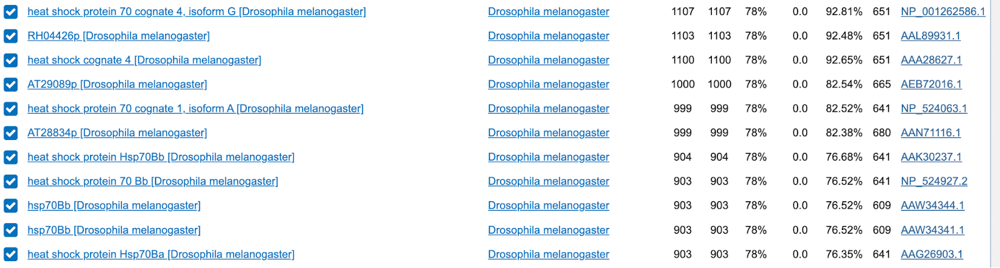 heat shock protein 70 cognate 4, isoform G [Drosophila melanogaster] Drosophila melanogaster 1107 1107 78% 0.0 92.81% 651 NP_001262586.1
RH04426p [Drosophila melanogaster] Drosophila melanogaster 1103 1103 78% 0.0 92.48% 651 AAL89931.1
heat shock cognate 4 [Drosophila melanogaster] Drosophila melanogaster 1100 1100 78% 0.0 92.65% 651 AAA28627.1
AT29089p [Drosophila melanogaster] Drosophila melanogaster 1000 1000 78% 0.0 82.54% 665 AEB72016.1
heat shock protein 70 cognate 1, isoform A [Drosophila melanogaster] Drosophila melanogaster 999 999 78% 0.0 82.52% 641 NP_524063.1
AT28834p [Drosophila melanogaster] Drosophila melanogaster 999 999 78% 0.0 82.38% 680 AAN71116.1
heat shock protein Hsp70Bb [Drosophila melanogaster] Drosophila melanogaster 904 904 78% 0.0 76.68% 641 AAK30237.1
heat shock protein 70 Bb [Drosophila melanogaster] Drosophila melanogaster 903 903 78% 0.0 76.52% 641 NP_524927.2
hsp70Bb [Drosophila melanogaster] Drosophila melanogaster 903 903 78% 0.0 76.52% 609 AAW34344.1
hsp70Bb [Drosophila melanogaster] Drosophila melanogaster 903 903 78% 0.0 76.52% 609 AAW34341.1
heat shock protein Hsp70Ba [Drosophila melanogaster] Drosophila melanogaster 903 903 78% 0.0 76.35% 641 AAG26903.1